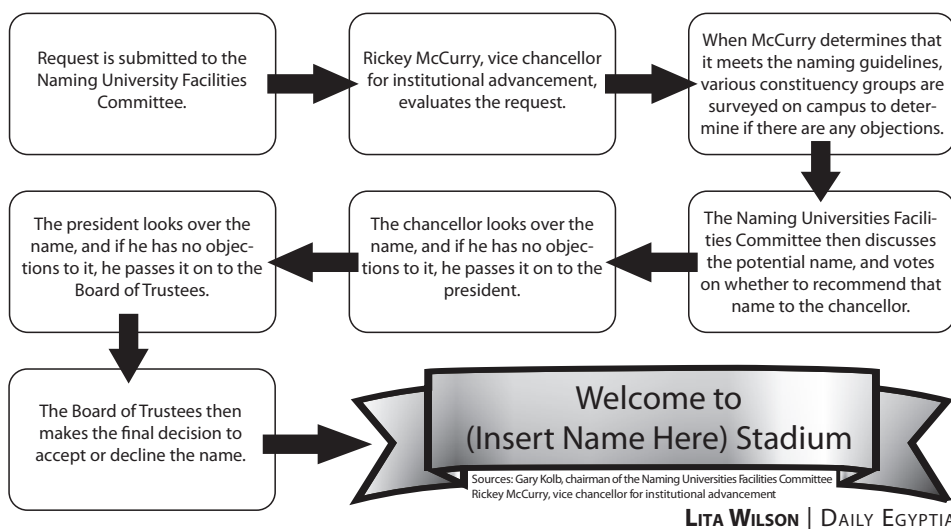 Request is submitted to the
Naming University Facilities
Committee.
Rickey McCurry, vice chancellor
for institutional advancement,
evaluates the request.
When McCurry determines that
it meets the naming guidelines,
various constituency groups are
surveyed on campus to deter-
mine if there are any objections.
The Naming Universities Facili-
ties Committee then discusses
the potential name, and votes
on whether to recommend that
name to the chancellor.
The chancellor looks over the
name, and if he has no objec-
tions to it, he passes it on to the
president.
The president looks over the
name, and if he has no objec-
tions to it, he passes it on to the
Board of Trustees.
The Board of Trustees then
makes the final decision to
accept or decline the name.
Welcome to
(Insert Name Here) Stadium
Sources: Gary Kolb, chairman of the Naming Universities Facilities Committee
Rickey McCurry, vice chancellor for institutional advancement
LITA WILSON | DAILY EGYPTIA